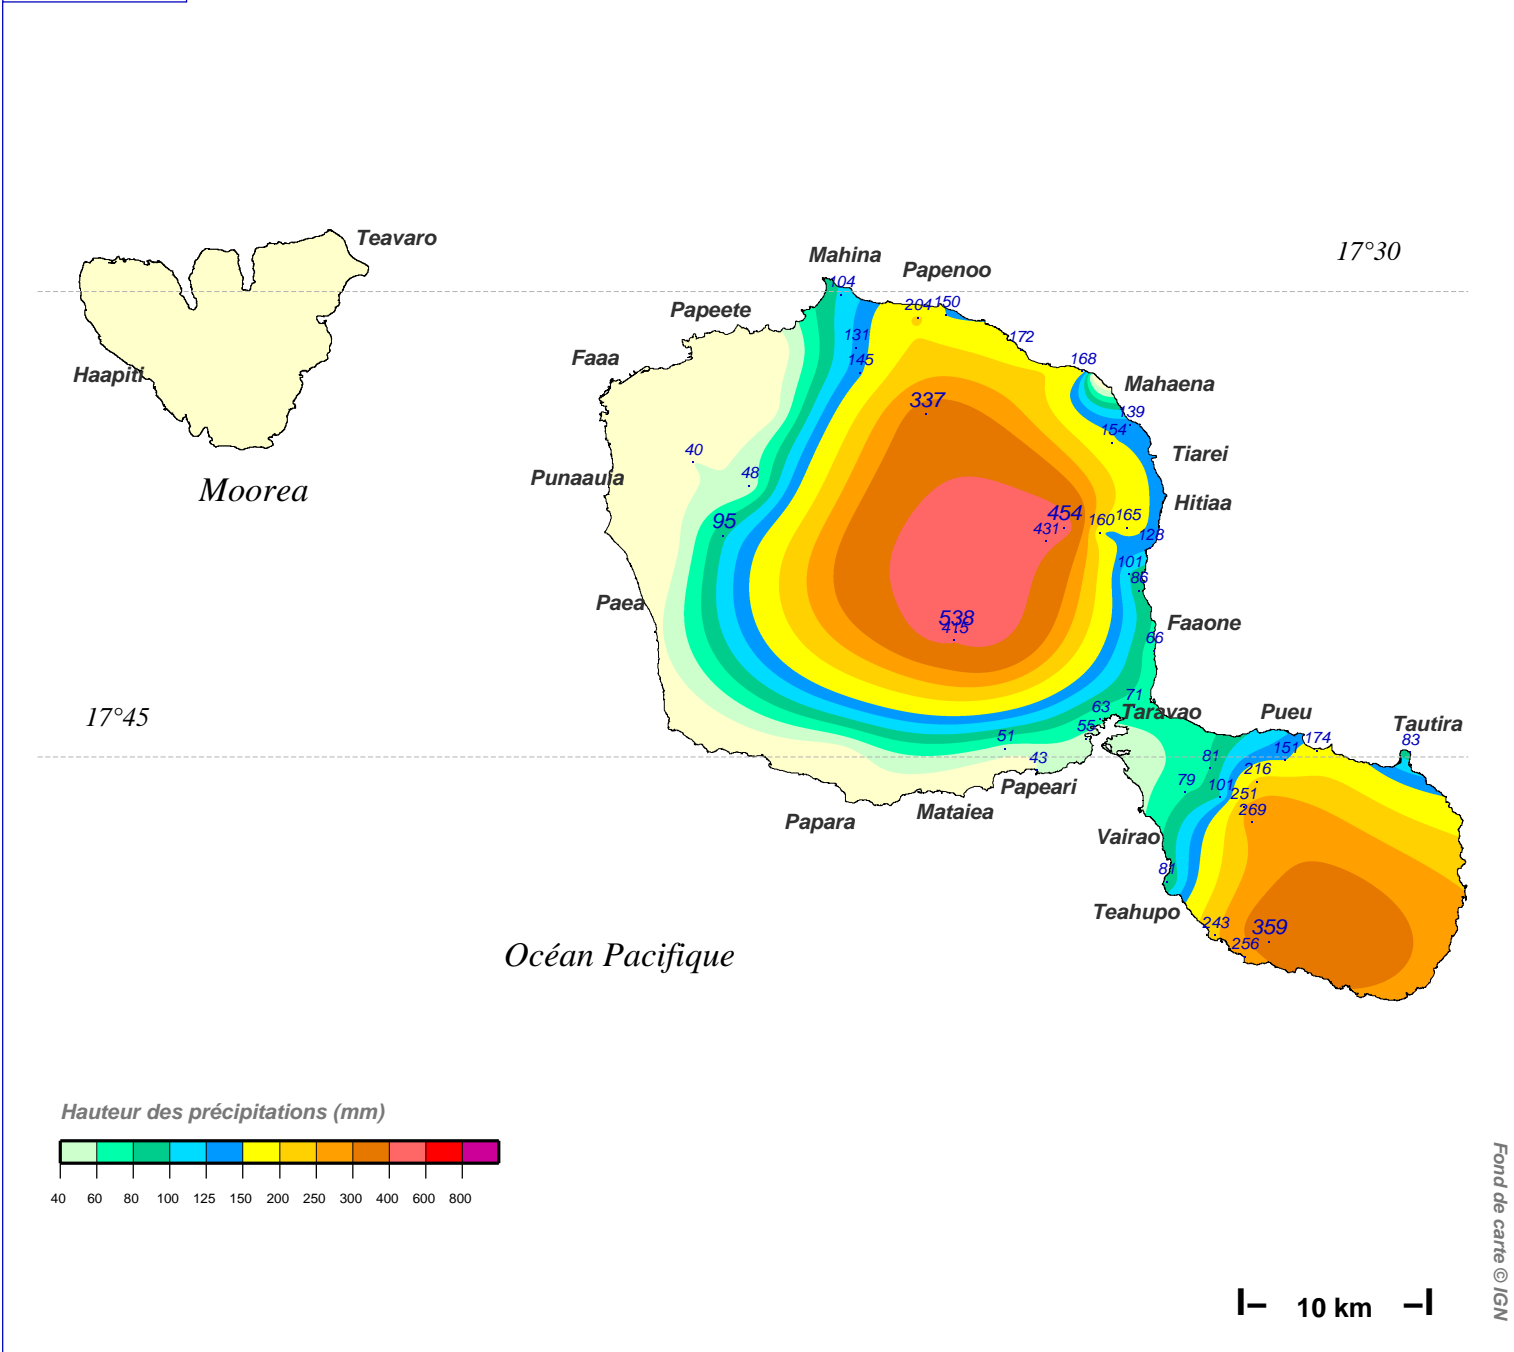 Teavaro
17°30
Mahina
Papenoo
104
204
150
Papeete
131
172
Faaa
145
168
Haapiti
Mahaena
337
139
154
40
Tiarei
48
Punaauia
Moorea
Hitiaa
95
454
160
165
431
128
101
86
Paea
538
415
Faaone
66
71
63
Taravao
Pueu
17°45
55
Tautira
51
174
83
151
43
81
216
79
101
251
Papeari
269
Mataiea
Papara
Vairao
81
Teahupo
243
359
256
Océan Pacifique
Hauteur des précipitations (mm)
40 60 80 100 125 150 200 250 300 400 600 800
Fond de carte © IGN
10 km